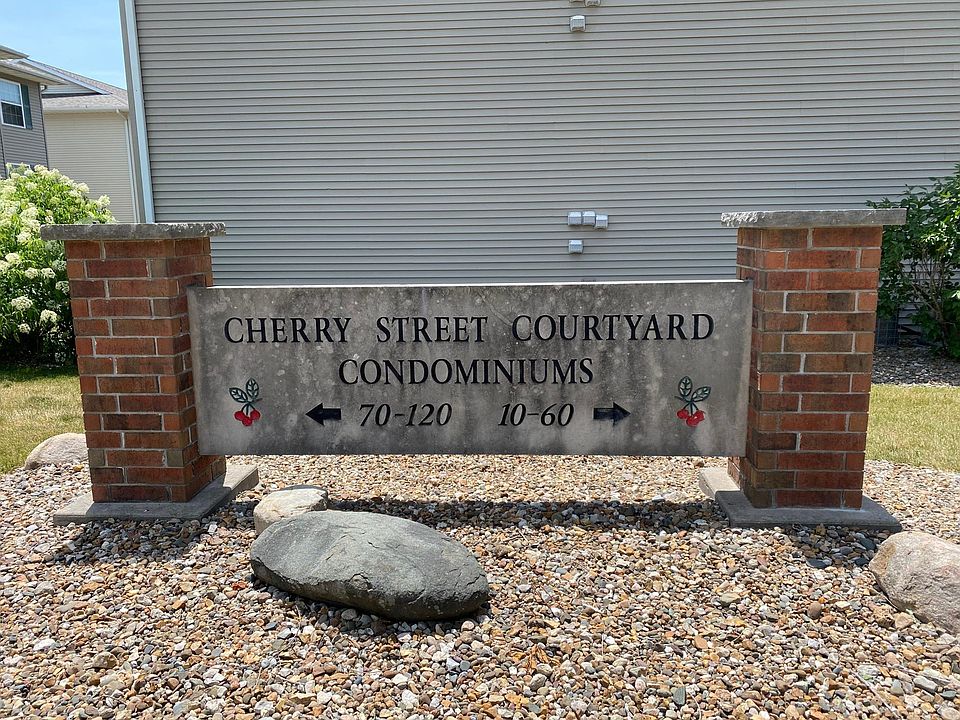 CHERRY STREET COURTYARD
CONDOMINIUMS
70-120 10-60